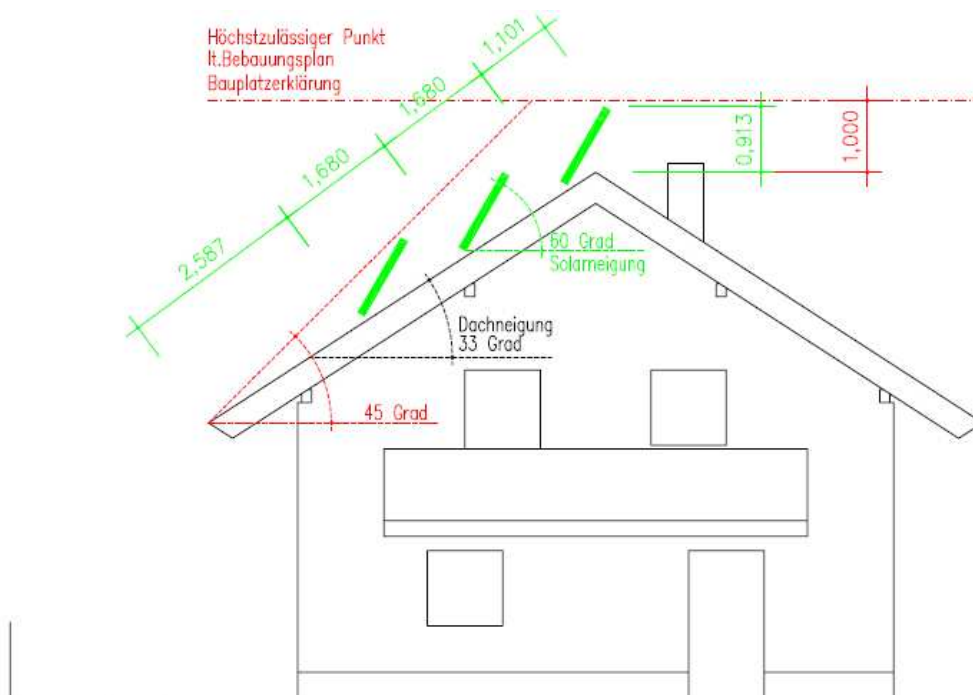 Höchstzulässiger Punkt
lt.Bebauungsplan
Bauplatzerklärung
1,101
1,680
1,680
2,587
0,913
1,000
60 Grad
Solarneigung
Dachneigung
33 Grad
45 Grad